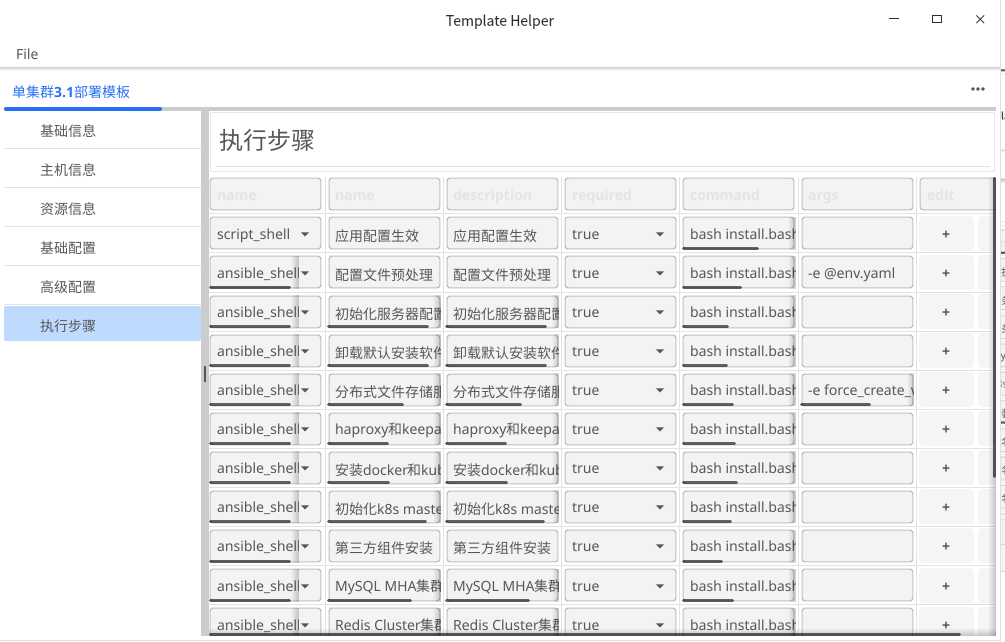 Template Helper
File
单集群3.1部署模板
基础信息
主机信息
资源信息
基础配置
高级配置
执行步骤
执行步骤
name name description required command args edit
script_shell 应用配置生效 应用配置生效 true bash install.bash +
ansible_shell 配置文件预处理 配置文件预处理 true bash install.bash -e @env.yaml +
ansible_shell 初始化服务器配置 初始化服务器配置 true bash install.bash +
ansible_shell 卸载默认安装软件 卸载默认安装软件 true bash install.bash +
ansible_shell 分布式文件存储服 分布式文件存储服 true bash install.bash -e force_create_ +
ansible_shell haproxy和keepa haproxy和keepa true bash install.bash +
ansible_shell 安装docker和kub 安装docker和kub true bash install.bash +
ansible_shell 初始化k8s maste 初始化k8s maste true bash install.bash +
ansible_shell 第三方组件安装 第三方组件安装 true bash install.bash +
ansible_shell MySQL MHA集群 MySQL MHA集群 true bash install.bash +
ansible_shell Redis Cluster集群 Redis Cluster集群 true bash install.bash +